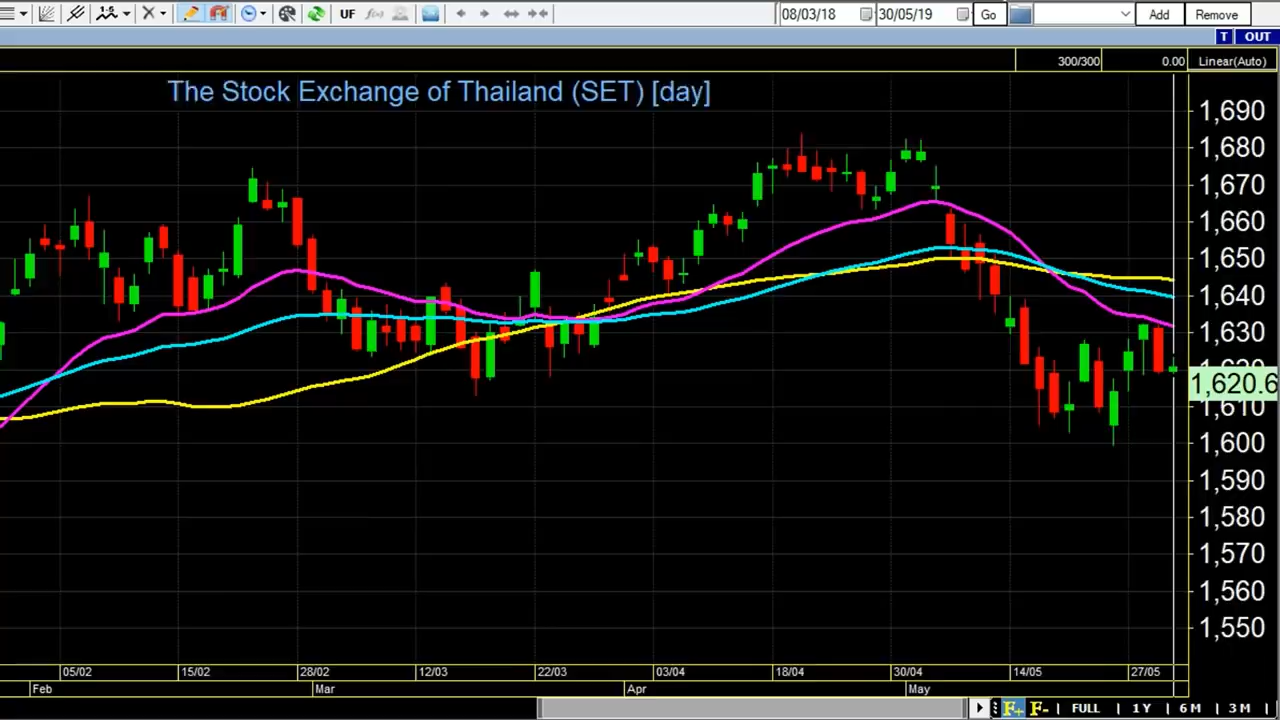 UF f(x) 08/03/18 30/05/19 Go Add Remove
T OUT
300/300 0.00 Linear(Auto)
The Stock Exchange of Thailand (SET) [day]
1,690
1,680
1,670
1,660
1,650
1,640
1,630
1,620.6
1,610
1,600
1,590
1,580
1,570
1,560
1,550
05/02 15/02 28/02 12/03 22/03 03/04 18/04 30/04 14/05 27/05
Feb Mar Apr May
F+ F- | FULL | 1Y | 6M | 3M |